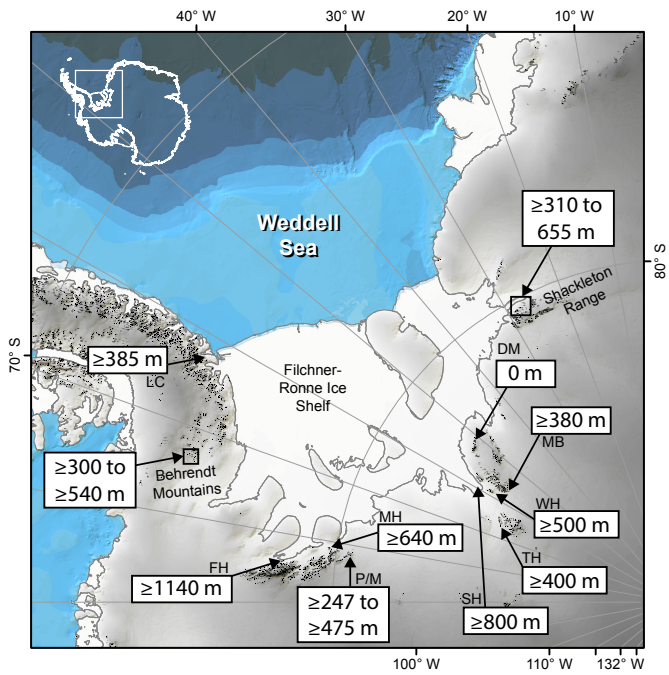 40° W
30° W
20° W
10° W
Weddell
Sea
≥310 to
655 m
80° S
Shackleton
Range
70° S
≥385 m
LC
Filchner-
Ronne Ice
Shelf
DM
0 m
≥380 m
MB
≥300 to
≥540 m
Behrendt
Mountains
WH
≥500 m
MH
≥640 m
TH
≥400 m
FH
≥1140 m
P/M
≥247 to
≥475 m
SH
≥800 m
100° W
110° W
132° W